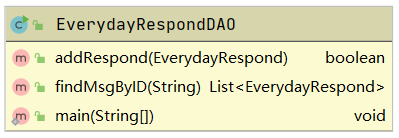 EverydayRespondDAO
addRespond(EverydayRespond) boolean
findMsgByID(String) List<EverydayRespond>
main(String[]) void